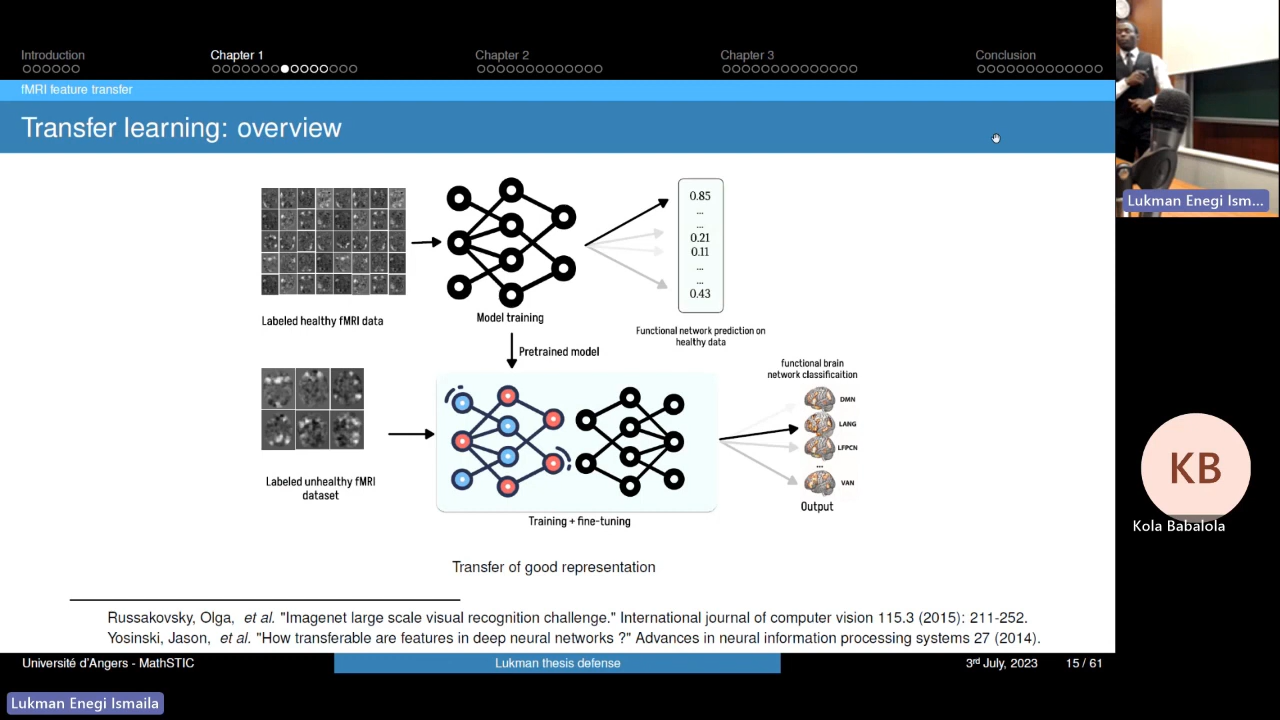 Introduction
Chapter 1
Chapter 2
Chapter 3
Conclusion
fMRI feature transfer
Transfer learning: overview
0.85
...
...
0.21
0.11
...
...
0.43
Labeled healthy fMRI data
Model training
Functional network prediction on
healthy data
Pretrained model
functional brain
network classificaition
DMN
LANG
LFPCN
...
VAN
Labeled unhealthy fMRI
dataset
Output
Training + fine-tuning
Transfer of good representation
Russakovsky, Olga, et al. "Imagenet large scale visual recognition challenge." International journal of computer vision 115.3 (2015): 211-252.
Yosinski, Jason, et al. "How transferable are features in deep neural networks ?" Advances in neural information processing systems 27 (2014).
Université d'Angers - MathSTIC
Lukman thesis defense
3rd July, 2023
15 / 61
Lukman Enegi Ism...
KB
Kola Babalola
Lukman Enegi Ismaila